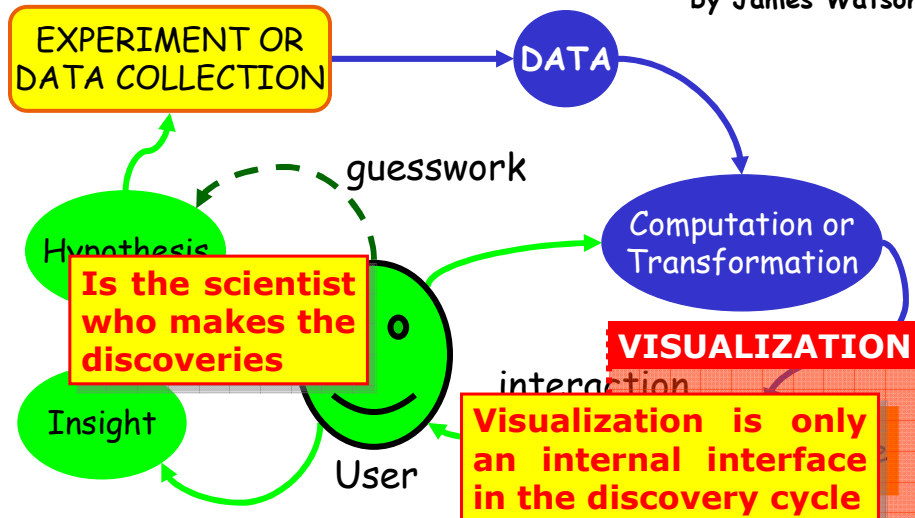 by James Watson
EXPERIMENT OR
DATA COLLECTION
DATA
guesswork
Computation or
Transformation
Hypothesis
Is the scientist
who makes the
discoveries
VISUALIZATION
interaction
Insight
Visualization is only
an internal interface
in the discovery cycle
User